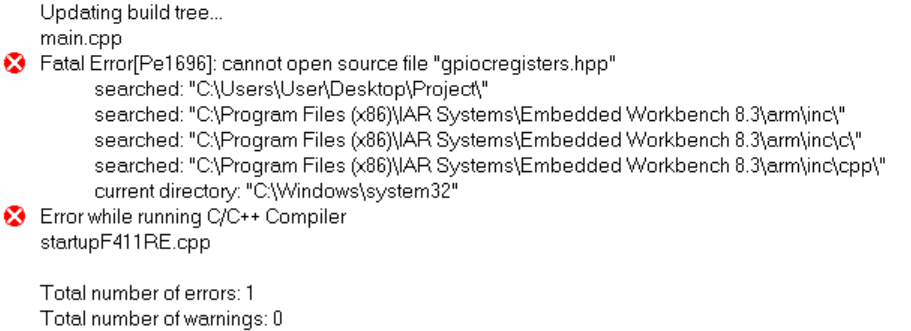 Updating build tree...
main.cpp
Fatal Error[Pe1696]: cannot open source file "gpiocregisters.hpp"
searched: "C:\Users\User\Desktop\Project\"
searched: "C:\Program Files (x86)\IAR Systems\Embedded Workbench 8.3\arm\inc\"
searched: "C:\Program Files (x86)\IAR Systems\Embedded Workbench 8.3\arm\inc\c\"
searched: "C:\Program Files (x86)\IAR Systems\Embedded Workbench 8.3\arm\inc\cpp\"
current directory: "C:\Windows\system32"
Error while running C/C++ Compiler
startupF411RE.cpp
Total number of errors: 1
Total number of warnings: 0